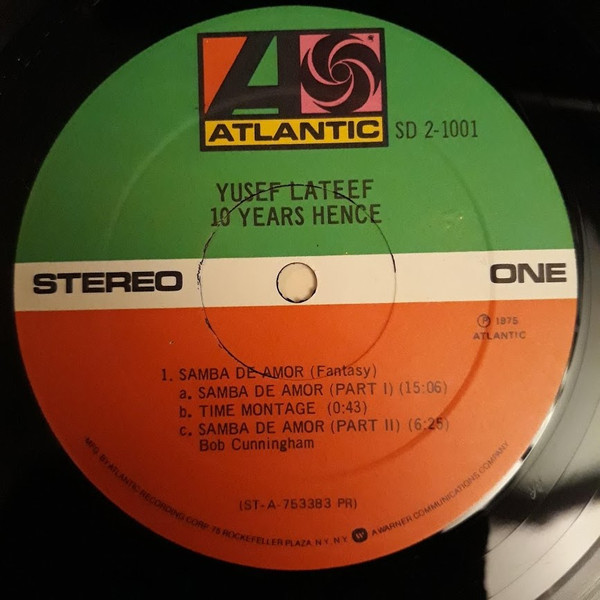 ATLANTIC
SD 2-1001
YUSEF LATEEF
10 YEARS HENCE
STEREO
ONE
Ⓟ 1975
ATLANTIC
1. SAMBA DE AMOR (Fantasy)
a. SAMBA DE AMOR (PART I) (15:06)
b. TIME MONTAGE (0:43)
c. SAMBA DE AMOR (PART II) (6:25)
Bob Cunningham
(ST-A-753383 PR)
MFG. BY ATLANTIC RECORDING CORP. 75 ROCKEFELLER PLAZA, N.Y. N.Y. W A WARNER COMMUNICATIONS COMPANY